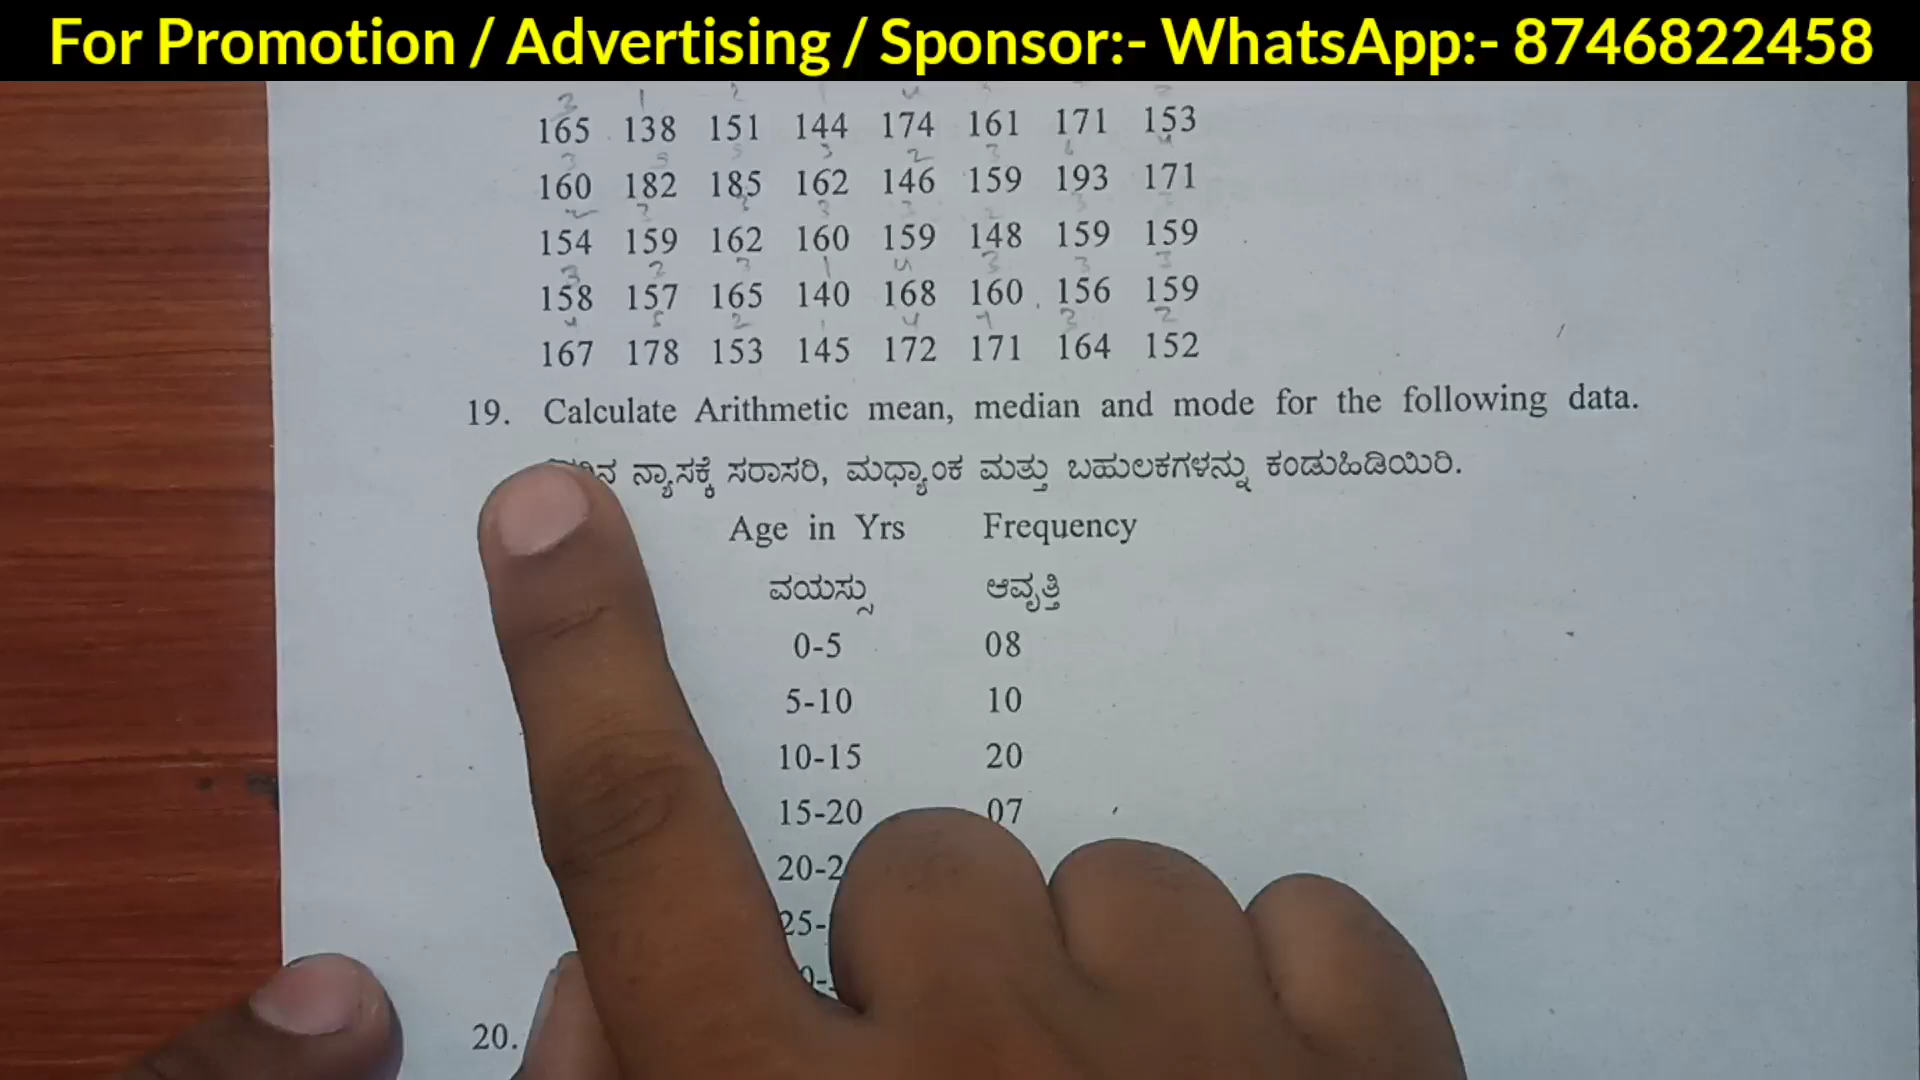 For Promotion / Advertising / Sponsor:- WhatsApp:- 8746822458
165 138 151 144 174 161 171 153
160 182 185 162 146 159 193 171
154 159 162 160 159 148 159 159
158 157 165 140 168 160 156 159
167 178 153 145 172 171 164 152
19. Calculate Arithmetic mean, median and mode for the following data.
ನ್ಯಾಸಕ್ಕೆ ಸರಾಸರಿ, ಮಧ್ಯಾಂಕ ಮತ್ತು ಬಹುಲಕಗಳನ್ನು ಕಂಡುಹಿಡಿಯಿರಿ.
Age in Yrs Frequency
ವಯಸ್ಸು ಆವೃತ್ತಿ
0-5 08
5-10 10
10-15 20
15-20 07
20-2
25-
20.